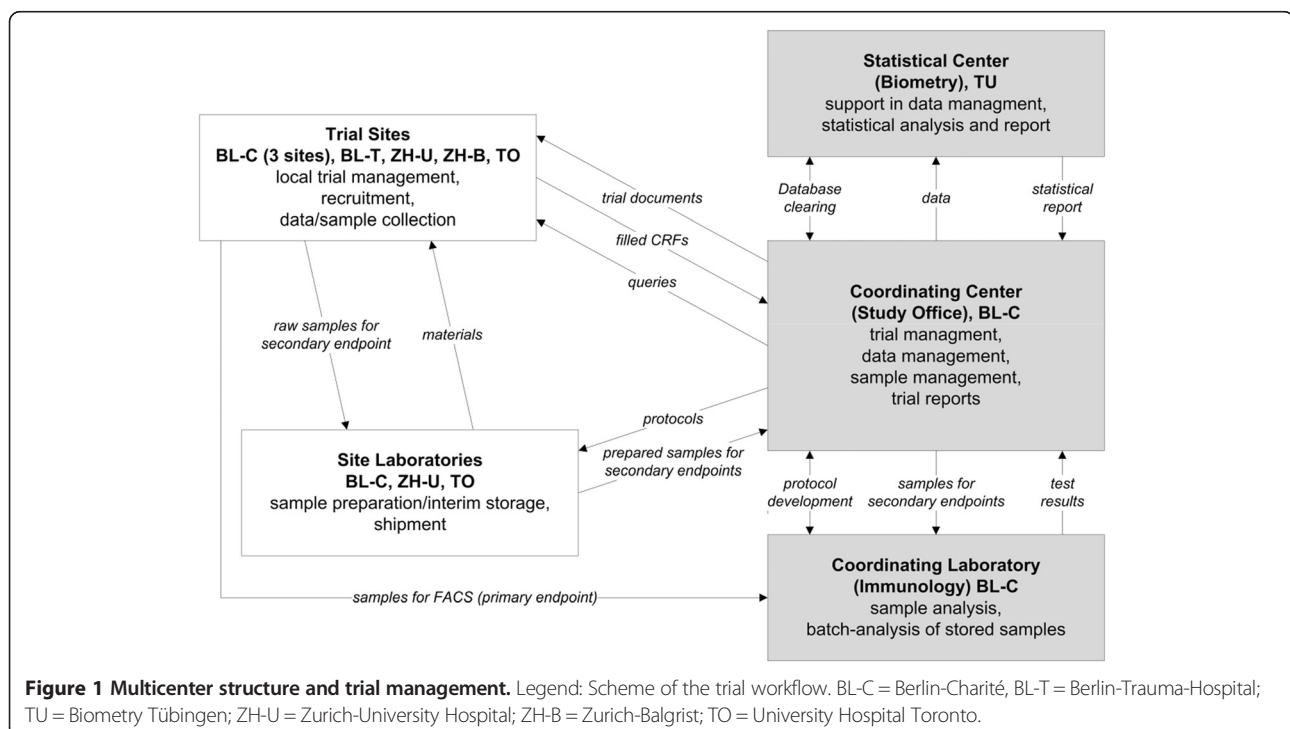 Statistical Center
(Biometry), TU
support in data managment,
statistical analysis and report
Trial Sites
BL-C (3 sites), BL-T, ZH-U, ZH-B, TO
local trial management,
recruitment,
data/sample collection
trial documents
filled CRFs
queries
Database
clearing
data
statistical
report
Coordinating Center
(Study Office), BL-C
trial managment,
data management,
sample management,
trial reports
raw samples for
secondary endpoint
materials
protocols
prepared samples for
secondary endpoints
Site Laboratories
BL-C, ZH-U, TO
sample preparation/interim storage,
shipment
protocol
development
samples for
secondary endpoints
test
results
Coordinating Laboratory
(Immunology) BL-C
sample analysis,
batch-analysis of stored samples
samples for FACS (primary endpoint)
Figure 1 Multicenter structure and trial management. Legend: Scheme of the trial workflow. BL-C = Berlin-Charité, BL-T = Berlin-Trauma-Hospital;
TU = Biometry Tübingen; ZH-U = Zurich-University Hospital; ZH-B = Zurich-Balgrist; TO = University Hospital Toronto.